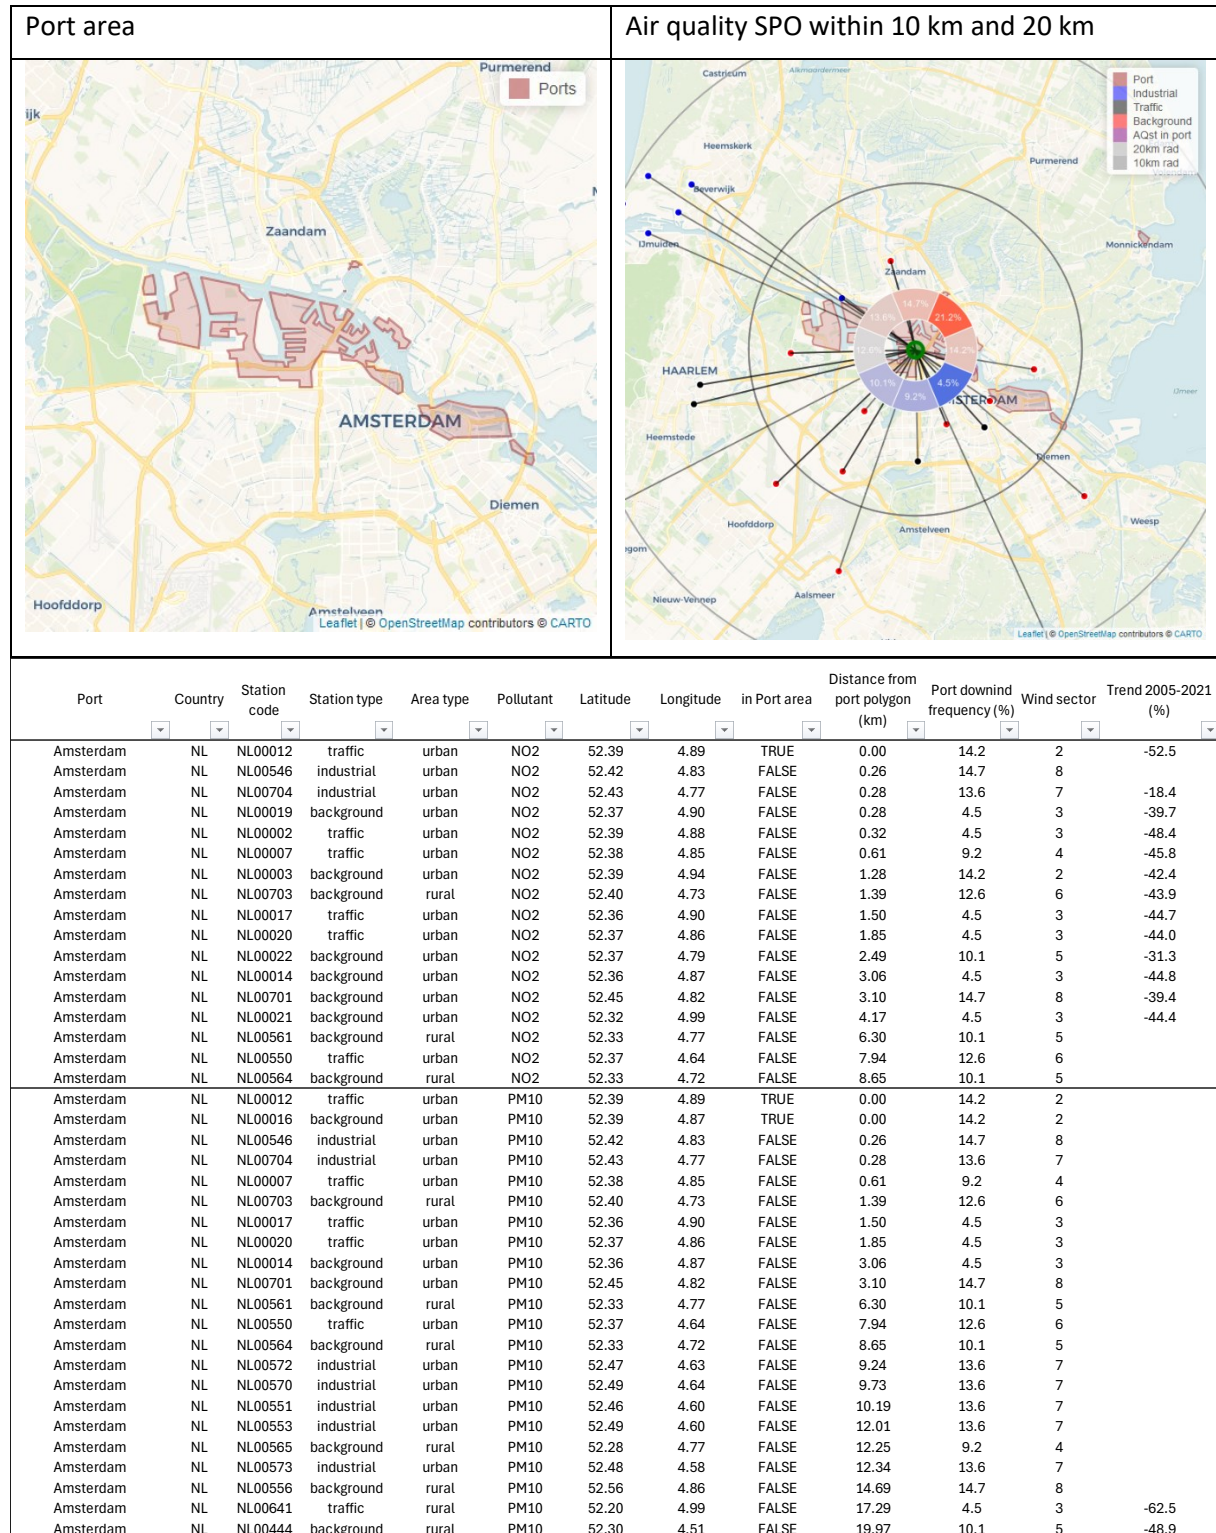 Port area
Air quality SPO within 10 km and 20 km
Purmerend
Ports
ijk
Zaandam
AMSTERDAM
Diemen
Hoofddorp
Amstelveen
Leaflet | © OpenStreetMap contributors © CARTO
Castricum
Alkmaardermeer
Port
Industrial
Traffic
Background
AQst in port
20km rad
10km rad
Heemskerk
Purmerend
Beverwijk
IJmuiden
Monnickendam
Zaandam
14.7%
13.6%
21.2%
12.6%
14.2%
HAARLEM
10.1%
4.5%
9.2%
ISTERDAM
IJmeer
Heemstede
Diemen
Hoofddorp
Amstelveen
Weesp
gom
Nieuw-Vennep
Aalsmeer
Leaflet | © OpenStreetMap contributors © CARTO
Port Country Station code Station type Area type Pollutant Latitude Longitude in Port area Distance from port polygon (km) Port downind frequency (%) Wind sector Trend 2005-2021 (%)
Amsterdam NL NL00012 traffic urban NO2 52.39 4.89 TRUE 0.00 14.2 2 -52.5
Amsterdam NL NL00546 industrial urban NO2 52.42 4.83 FALSE 0.26 14.7 8
Amsterdam NL NL00704 industrial urban NO2 52.43 4.77 FALSE 0.28 13.6 7 -18.4
Amsterdam NL NL00019 background urban NO2 52.37 4.90 FALSE 0.28 4.5 3 -39.7
Amsterdam NL NL00002 traffic urban NO2 52.39 4.88 FALSE 0.32 4.5 3 -48.4
Amsterdam NL NL00007 traffic urban NO2 52.38 4.85 FALSE 0.61 9.2 4 -45.8
Amsterdam NL NL00003 background urban NO2 52.39 4.94 FALSE 1.28 14.2 2 -42.4
Amsterdam NL NL00703 background rural NO2 52.40 4.73 FALSE 1.39 12.6 6 -43.9
Amsterdam NL NL00017 traffic urban NO2 52.36 4.90 FALSE 1.50 4.5 3 -44.7
Amsterdam NL NL00020 traffic urban NO2 52.37 4.86 FALSE 1.85 4.5 3 -44.0
Amsterdam NL NL00022 background urban NO2 52.37 4.79 FALSE 2.49 10.1 5 -31.3
Amsterdam NL NL00014 background urban NO2 52.36 4.87 FALSE 3.06 4.5 3 -44.8
Amsterdam NL NL00701 background urban NO2 52.45 4.82 FALSE 3.10 14.7 8 -39.4
Amsterdam NL NL00021 background urban NO2 52.32 4.99 FALSE 4.17 4.5 3 -44.4
Amsterdam NL NL00561 background rural NO2 52.33 4.77 FALSE 6.30 10.1 5
Amsterdam NL NL00550 traffic urban NO2 52.37 4.64 FALSE 7.94 12.6 6
Amsterdam NL NL00564 background rural NO2 52.33 4.72 FALSE 8.65 10.1 5
Amsterdam NL NL00012 traffic urban PM10 52.39 4.89 TRUE 0.00 14.2 2
Amsterdam NL NL00016 background urban PM10 52.39 4.87 TRUE 0.00 14.2 2
Amsterdam NL NL00546 industrial urban PM10 52.42 4.83 FALSE 0.26 14.7 8
Amsterdam NL NL00704 industrial urban PM10 52.43 4.77 FALSE 0.28 13.6 7
Amsterdam NL NL00007 traffic urban PM10 52.38 4.85 FALSE 0.61 9.2 4
Amsterdam NL NL00703 background rural PM10 52.40 4.73 FALSE 1.39 12.6 6
Amsterdam NL NL00017 traffic urban PM10 52.36 4.90 FALSE 1.50 4.5 3
Amsterdam NL NL00020 traffic urban PM10 52.37 4.86 FALSE 1.85 4.5 3
Amsterdam NL NL00014 background urban PM10 52.36 4.87 FALSE 3.06 4.5 3
Amsterdam NL NL00701 background urban PM10 52.45 4.82 FALSE 3.10 14.7 8
Amsterdam NL NL00561 background rural PM10 52.33 4.77 FALSE 6.30 10.1 5
Amsterdam NL NL00550 traffic urban PM10 52.37 4.64 FALSE 7.94 12.6 6
Amsterdam NL NL00564 background rural PM10 52.33 4.72 FALSE 8.65 10.1 5
Amsterdam NL NL00572 industrial urban PM10 52.47 4.63 FALSE 9.24 13.6 7
Amsterdam NL NL00570 industrial urban PM10 52.49 4.64 FALSE 9.73 13.6 7
Amsterdam NL NL00551 industrial urban PM10 52.46 4.60 FALSE 10.19 13.6 7
Amsterdam NL NL00553 industrial urban PM10 52.49 4.60 FALSE 12.01 13.6 7
Amsterdam NL NL00565 background rural PM10 52.28 4.77 FALSE 12.25 9.2 4
Amsterdam NL NL00573 industrial urban PM10 52.48 4.58 FALSE 12.34 13.6 7
Amsterdam NL NL00556 background rural PM10 52.56 4.86 FALSE 14.69 14.7 8
Amsterdam NL NL00641 traffic rural PM10 52.20 4.99 FALSE 17.29 4.5 3 -62.5
Amsterdam NL NL00444 background rural PM10 52.30 4.51 FALSE 19.97 10.1 5 -48.9